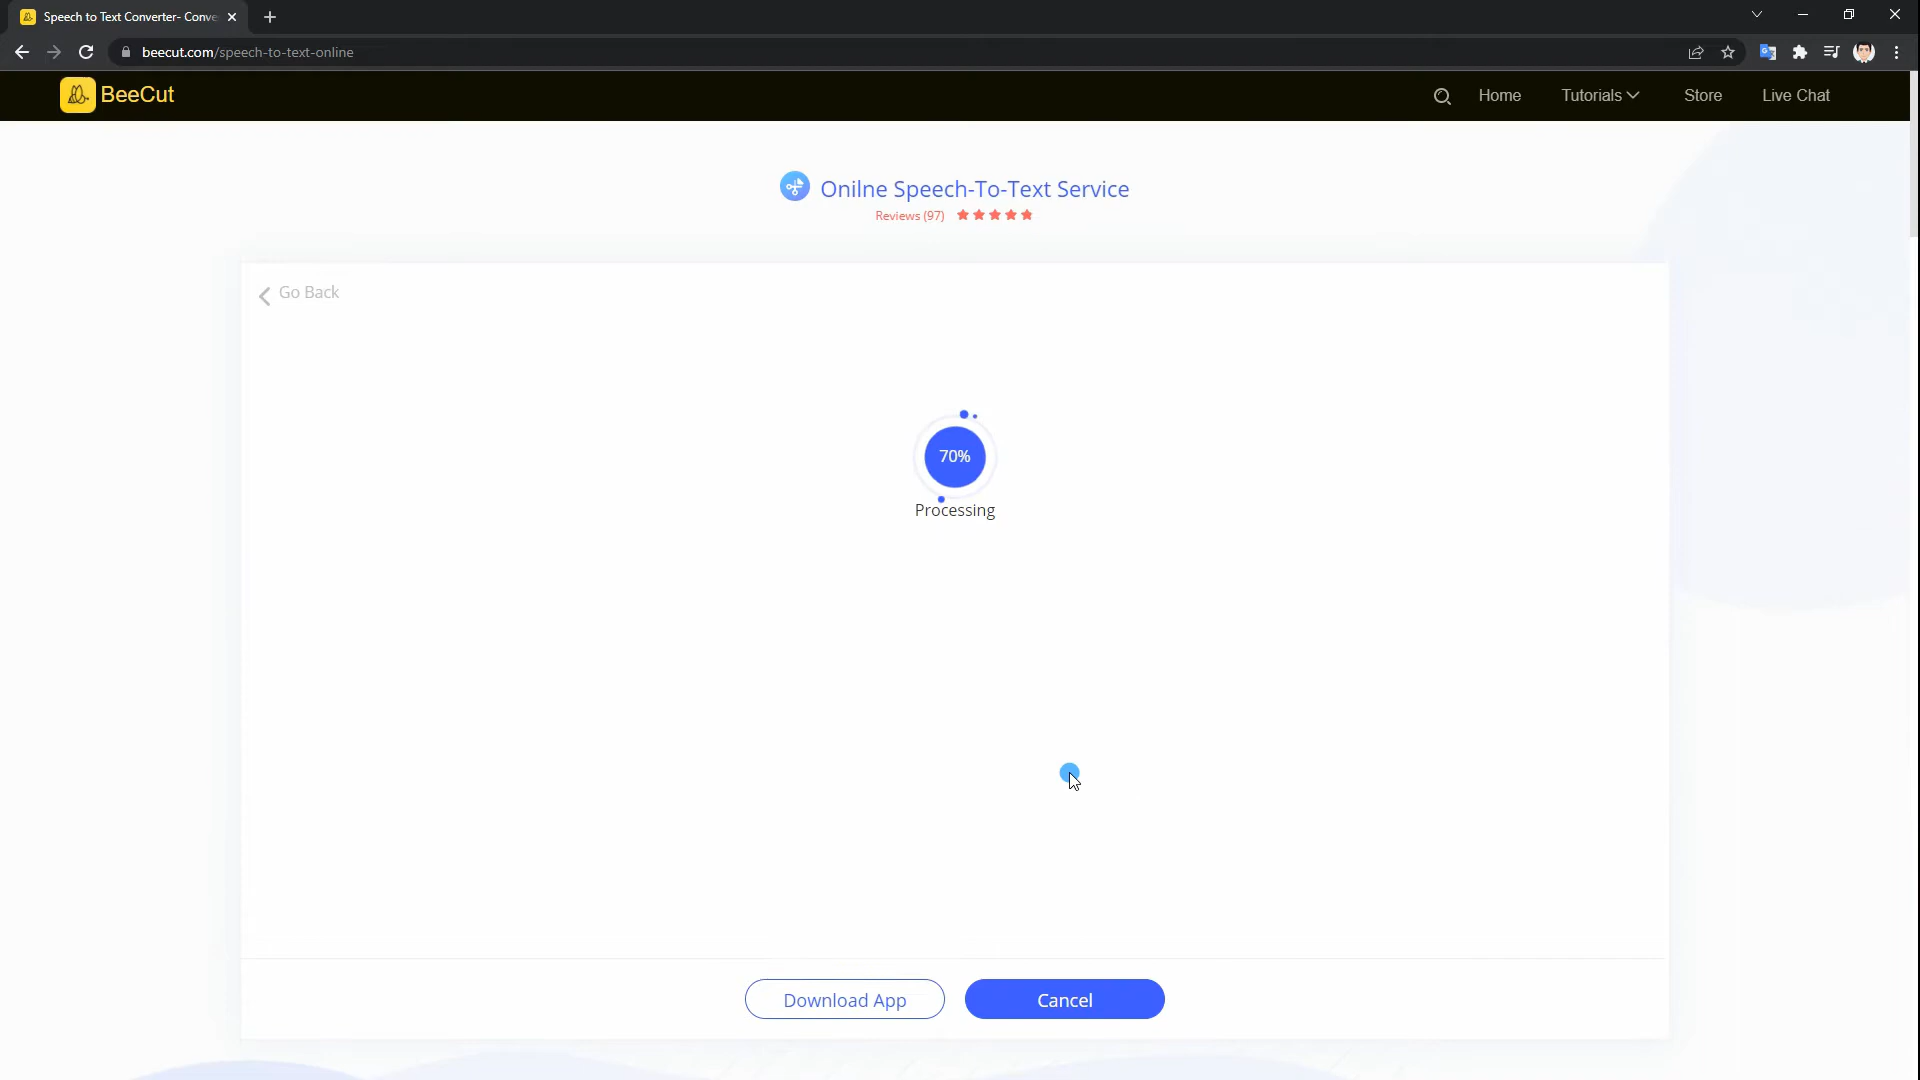 Speech to Text Converter- Conve
beecut.com/speech-to-text-online
BeeCut
Home
Tutorials
Store
Live Chat
Onilne Speech-To-Text Service
Reviews (97)
Go Back
70%
Processing
Download App
Cancel